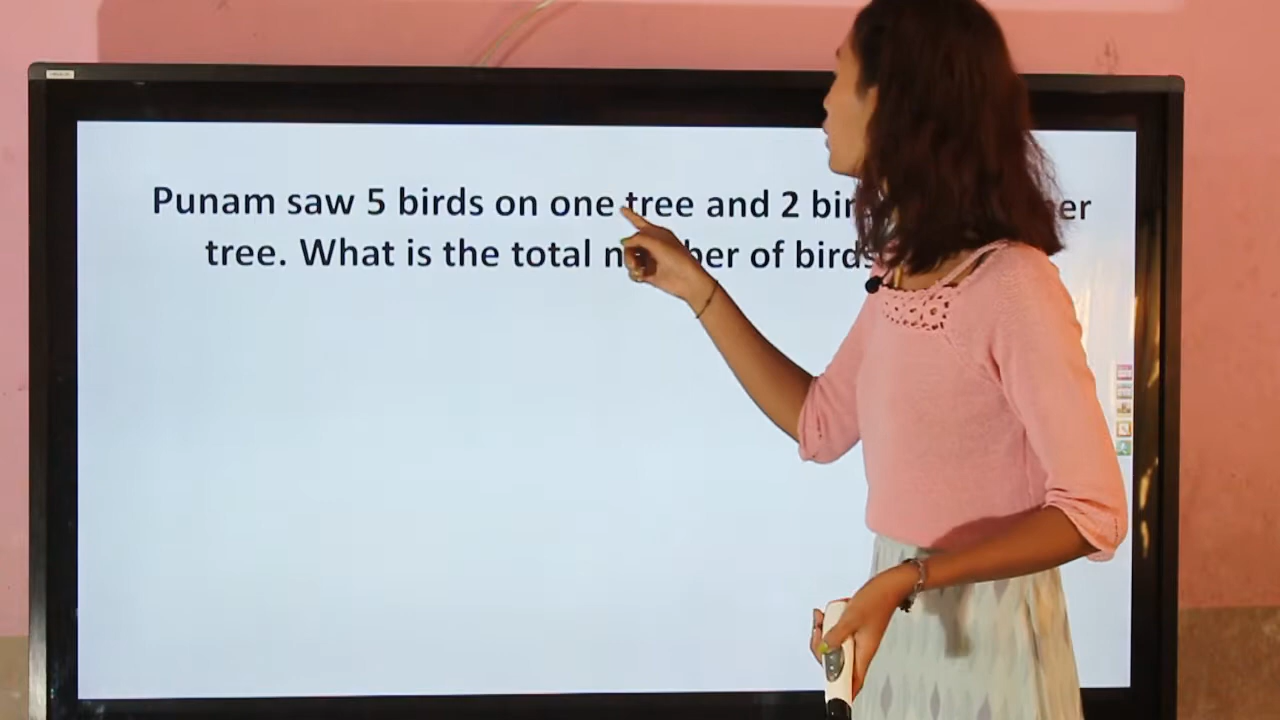 Punam saw 5 birds on one tree and 2
tree. What is the total of birds